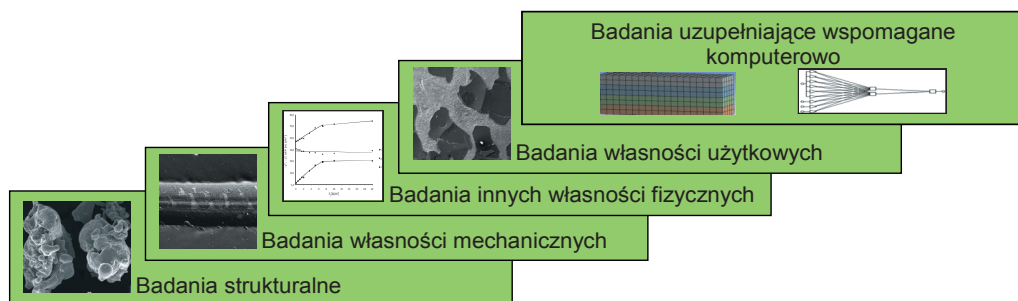 Badania uzupełniające wspomagane
komputerowo
Badania własności użytkowych
Badania innych własności fizycznych
Badania własności mechanicznych
Badania strukturalne